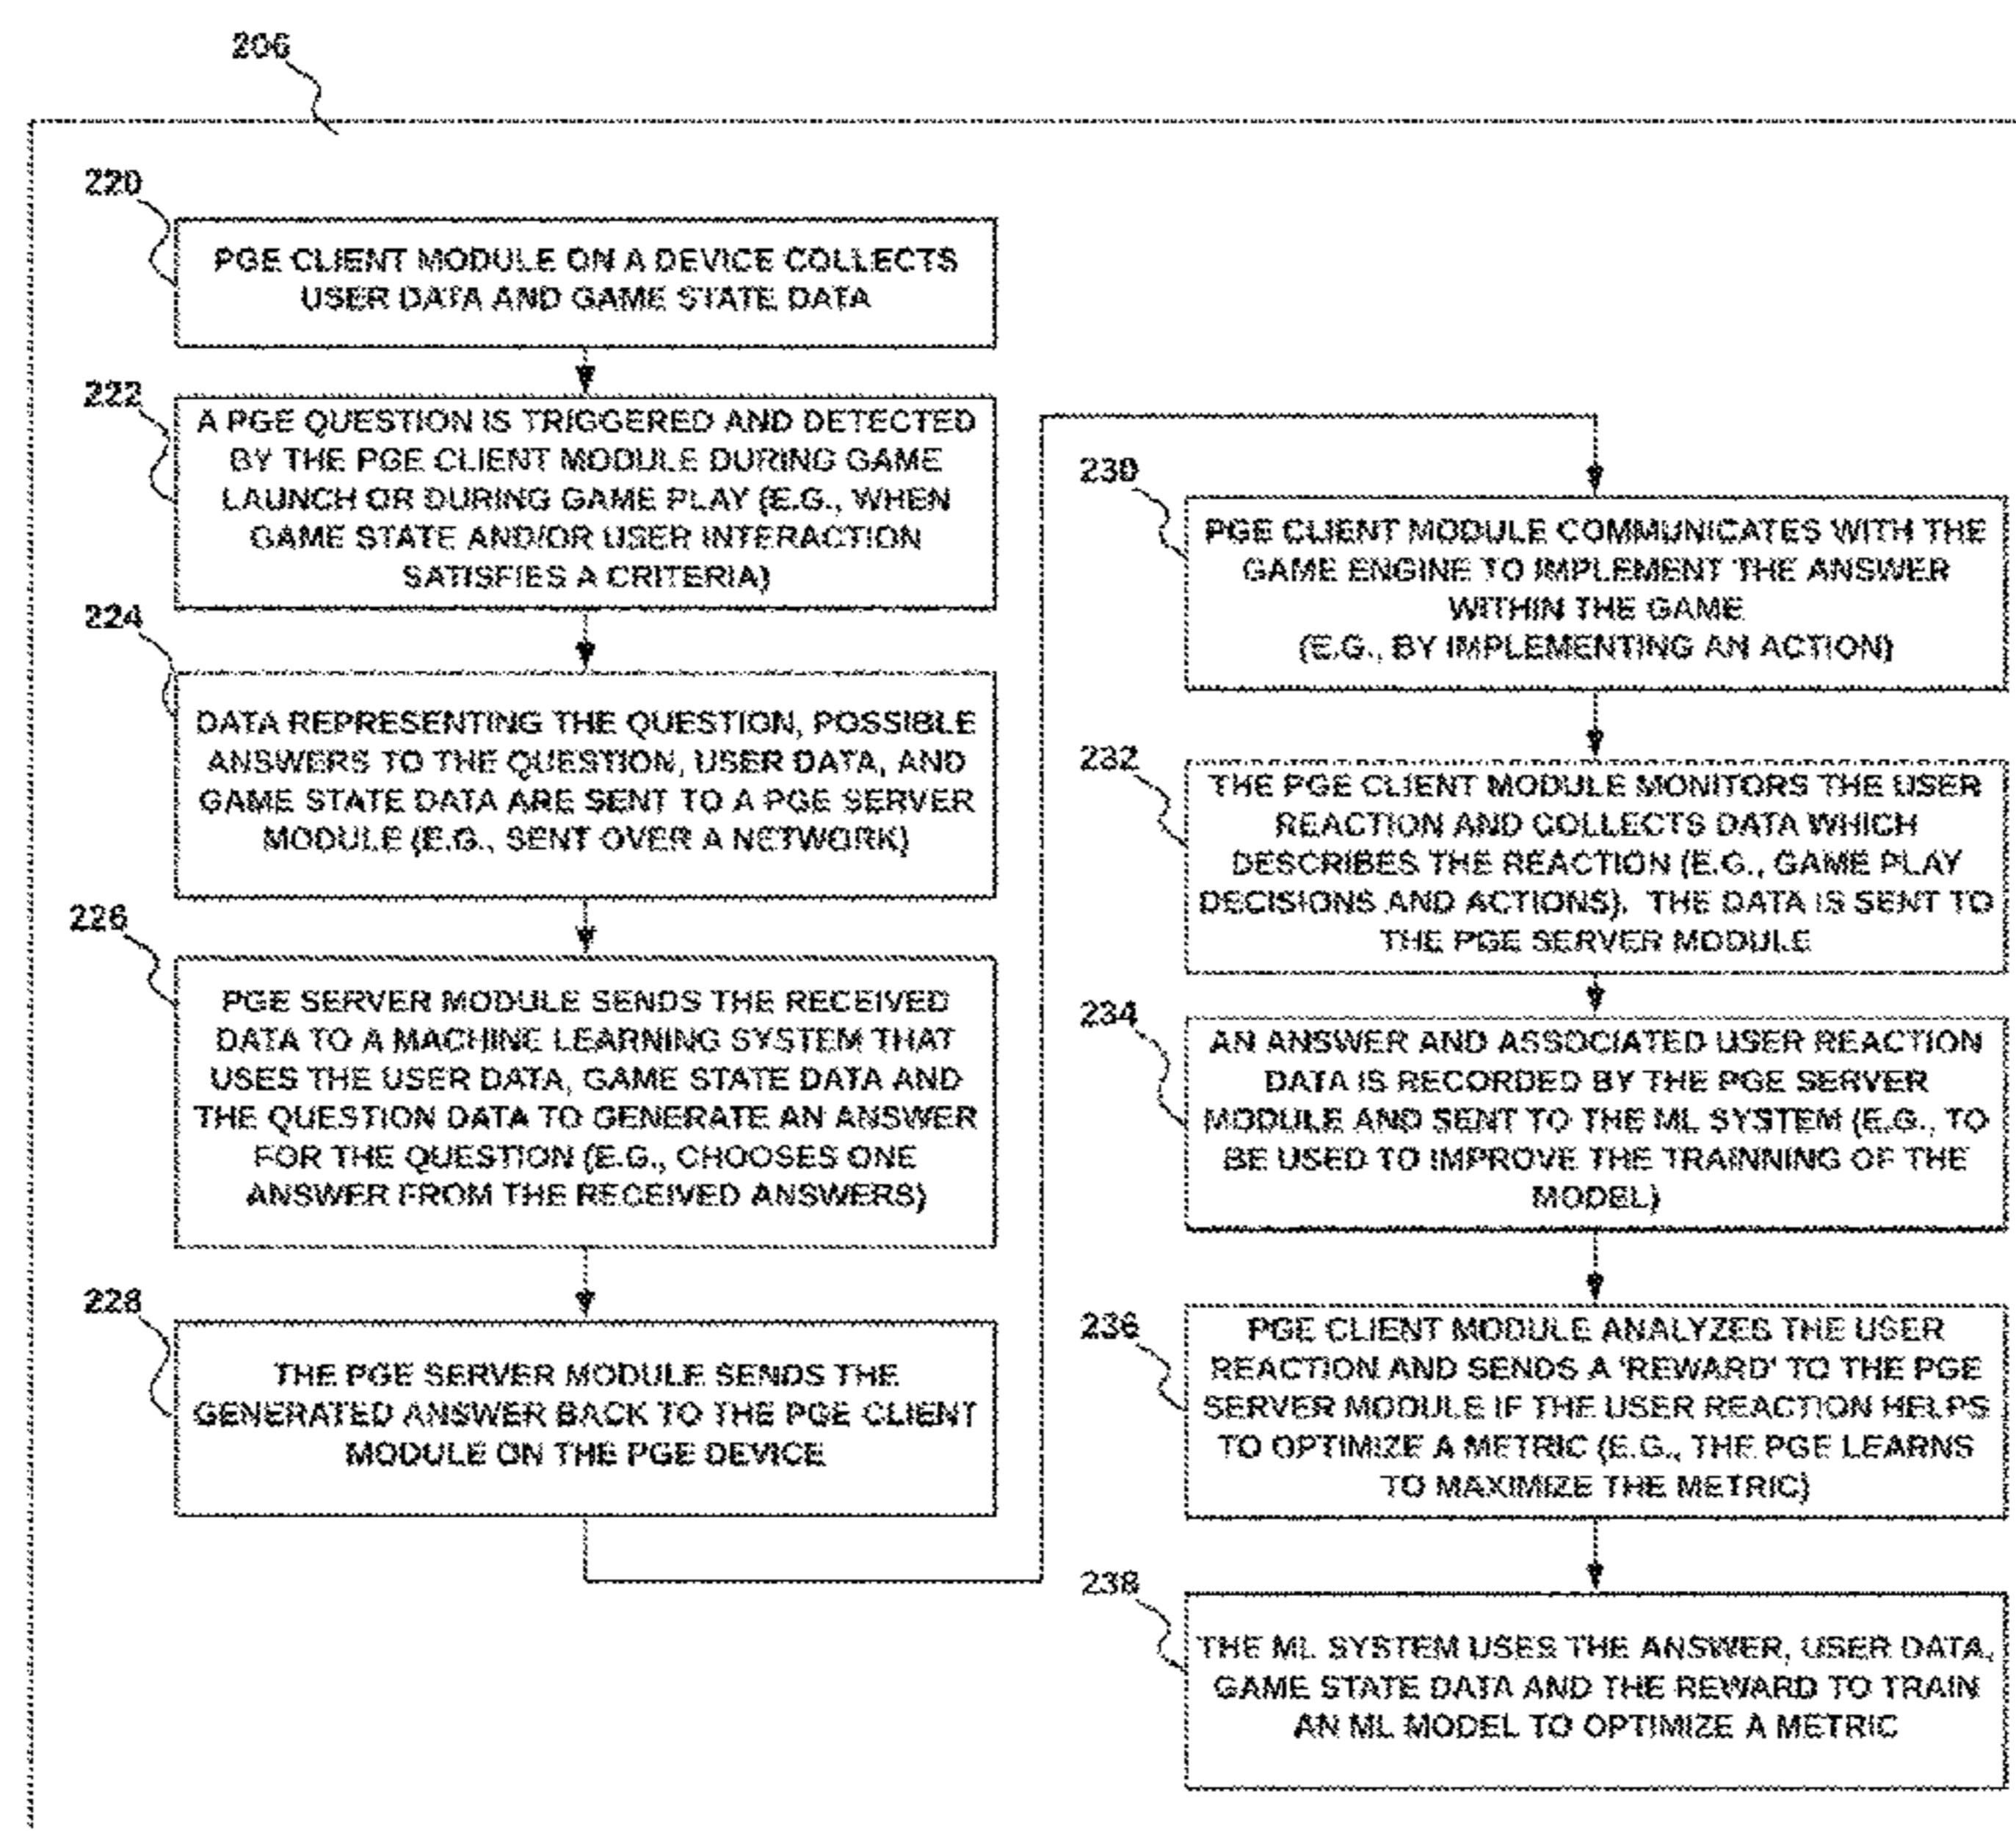 206
220
PGE CLIENT MODULE ON A DEVICE COLLECTS
USER DATA AND GAME STATE DATA
222
A PGE QUESTION IS TRIGGERED AND DETECTED
BY THE PGE CLIENT MODULE DURING GAME
LAUNCH OR DURING GAME PLAY (E.G., WHEN
GAME STATE AND/OR USER INTERACTION
SATISFIES A CRITERIA)
224
DATA REPRESENTING THE QUESTION, POSSIBLE
ANSWERS TO THE QUESTION, USER DATA, AND
GAME STATE DATA ARE SENT TO A PGE SERVER
MODULE (E.G., SENT OVER A NETWORK)
226
PGE SERVER MODULE SENDS THE RECEIVED
DATA TO A MACHINE LEARNING SYSTEM THAT
USES THE USER DATA, GAME STATE DATA AND
THE QUESTION DATA TO GENERATE AN ANSWER
FOR THE QUESTION (E.G., CHOOSES ONE
ANSWER FROM THE RECEIVED ANSWERS)
228
THE PGE SERVER MODULE SENDS THE
GENERATED ANSWER BACK TO THE PGE CLIENT
MODULE ON THE PGE DEVICE
230
PGE CLIENT MODULE COMMUNICATES WITH THE
GAME ENGINE TO IMPLEMENT THE ANSWER
WITHIN THE GAME
(E.G., BY IMPLEMENTING AN ACTION)
232
THE PGE CLIENT MODULE MONITORS THE USER
REACTION AND COLLECTS DATA WHICH
DESCRIBES THE REACTION (E.G., GAME PLAY
DECISIONS AND ACTIONS). THE DATA IS SENT TO
THE PGE SERVER MODULE
234
AN ANSWER AND ASSOCIATED USER REACTION
DATA IS RECORDED BY THE PGE SERVER
MODULE AND SENT TO THE ML SYSTEM (E.G., TO
BE USED TO IMPROVE THE TRAINNING OF THE
MODEL)
236
PGE CLIENT MODULE ANALYZES THE USER
REACTION AND SENDS A 'REWARD' TO THE PGE
SERVER MODULE IF THE USER REACTION HELPS
TO OPTIMIZE A METRIC (E.G., THE PGE LEARNS
TO MAXIMIZE THE METRIC)
238
THE ML SYSTEM USES THE ANSWER, USER DATA,
GAME STATE DATA AND THE REWARD TO TRAIN
AN ML MODEL TO OPTIMIZE A METRIC